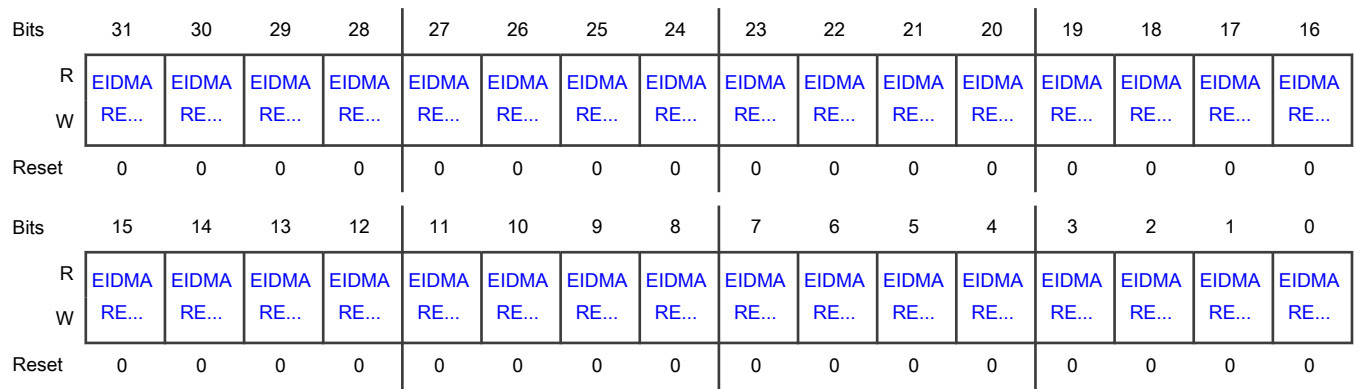 Bits 31 30 29 28 27 26 25 24 23 22 21 20 19 18 17 16
R EIDMA EIDMA EIDMA EIDMA EIDMA EIDMA EIDMA EIDMA EIDMA EIDMA EIDMA EIDMA EIDMA EIDMA EIDMA EIDMA
W RE... RE... RE... RE... RE... RE... RE... RE... RE... RE... RE... RE... RE... RE... RE... RE...
Reset 0 0 0 0 0 0 0 0 0 0 0 0 0 0 0 0
Bits 15 14 13 12 11 10 9 8 7 6 5 4 3 2 1 0
R EIDMA EIDMA EIDMA EIDMA EIDMA EIDMA EIDMA EIDMA EIDMA EIDMA EIDMA EIDMA EIDMA EIDMA EIDMA EIDMA
W RE... RE... RE... RE... RE... RE... RE... RE... RE... RE... RE... RE... RE... RE... RE... RE...
Reset 0 0 0 0 0 0 0 0 0 0 0 0 0 0 0 0